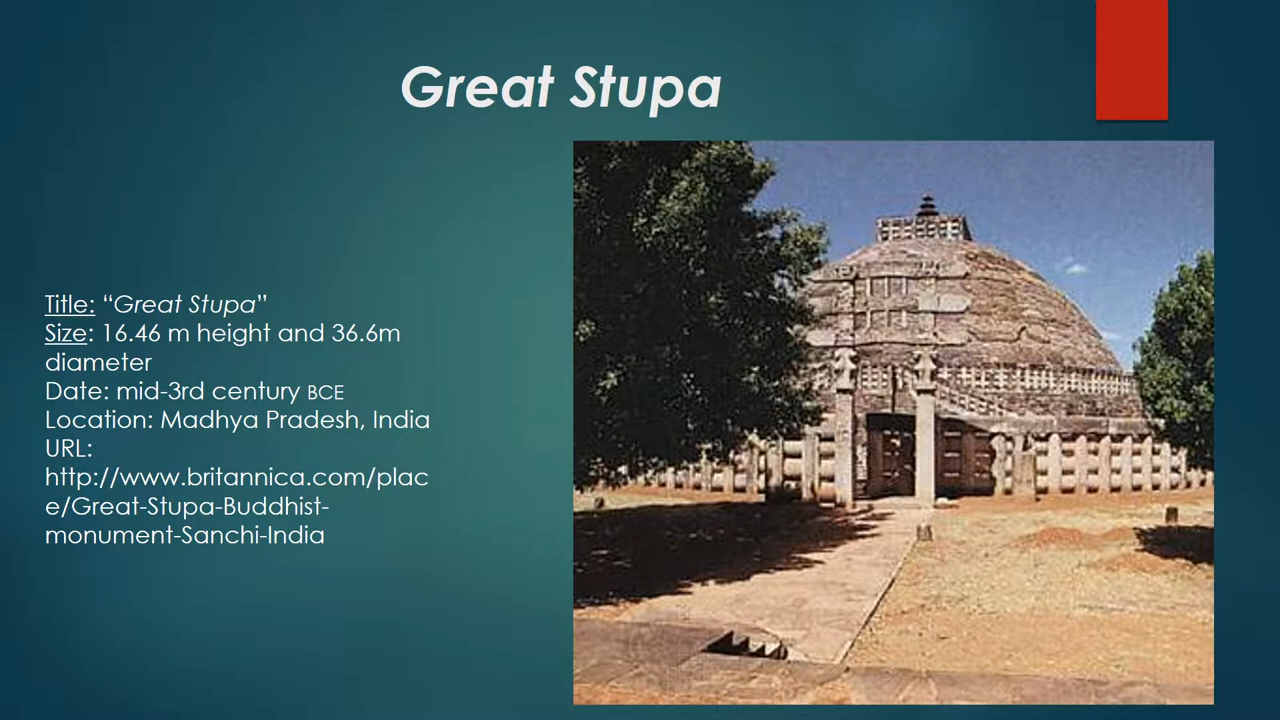 Great Stupa
Title: “Great Stupa”
Size: 16.46 m height and 36.6m
diameter
Date: mid-3rd century BCE
Location: Madhya Pradesh, India
URL:
http://www.britannica.com/plac
e/Great-Stupa-Buddhist-
monument-Sanchi-India